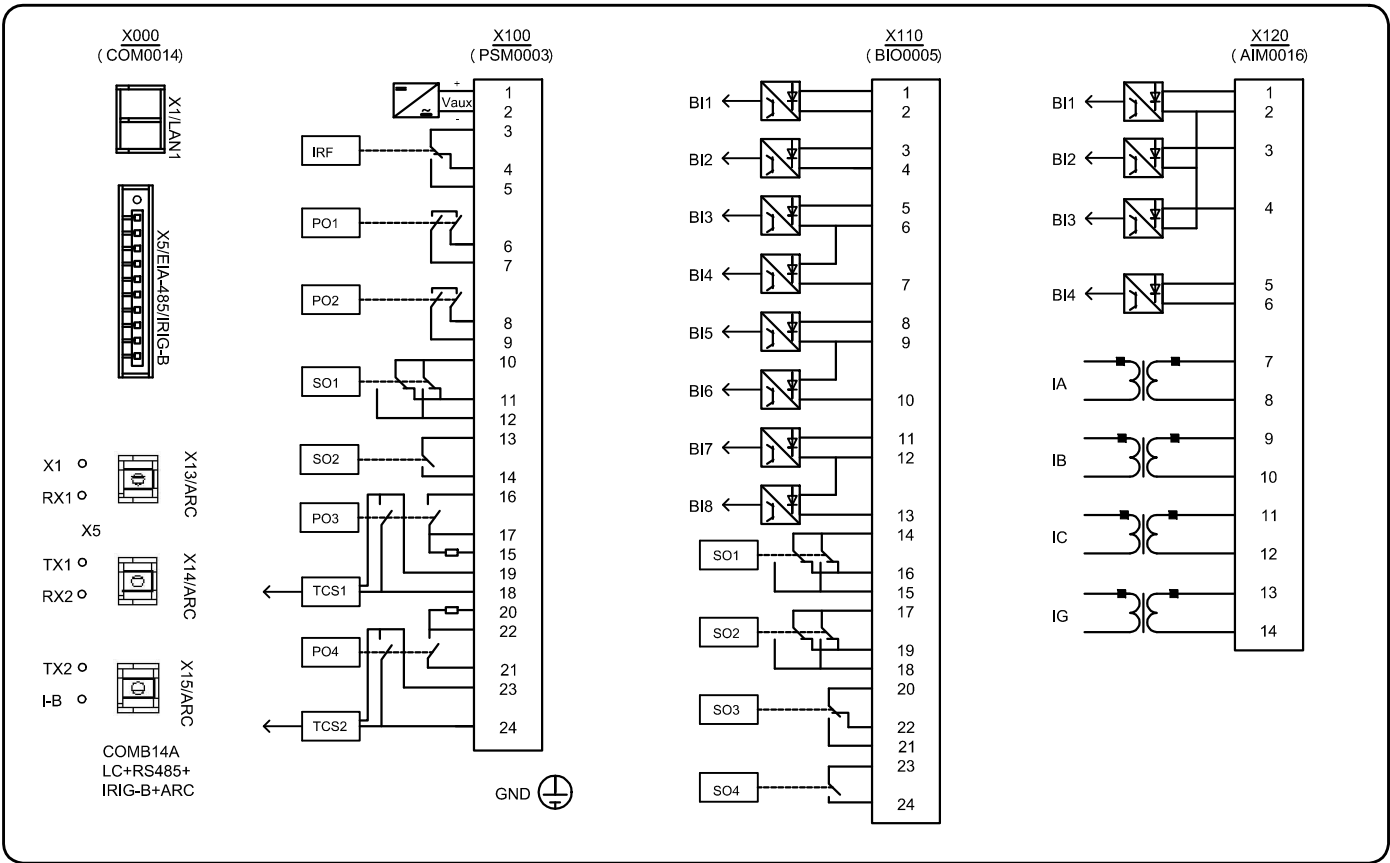 X000
( COM0014)
X1/LAN1
X5/EIA-485/IRIG-B
X1
RX1
X13/ARC
X5
TX1
RX2
X14/ARC
TX2
I-B
X15/ARC
COMB14A
LC+RS485+
IRIG-B+ARC
X100
( PSM0003)
+
Vaux
-
1
2
3
IRF
4
5
PO1
6
7
PO2
8
9
10
SO1
11
12
13
SO2
14
16
PO3
17
15
19
TCS1
18
20
22
PO4
21
23
TCS2
24
GND
X110
( BIO0005)
BI1
1
2
BI2
3
4
BI3
5
6
BI4
7
BI5
8
9
BI6
10
BI7
11
12
BI8
13
14
SO1
16
15
17
SO2
19
18
20
SO3
22
21
23
SO4
24
X120
( AIM0016)
BI1
1
2
BI2
3
BI3
4
BI4
5
6
IA
7
8
IB
9
10
IC
11
12
IG
13
14